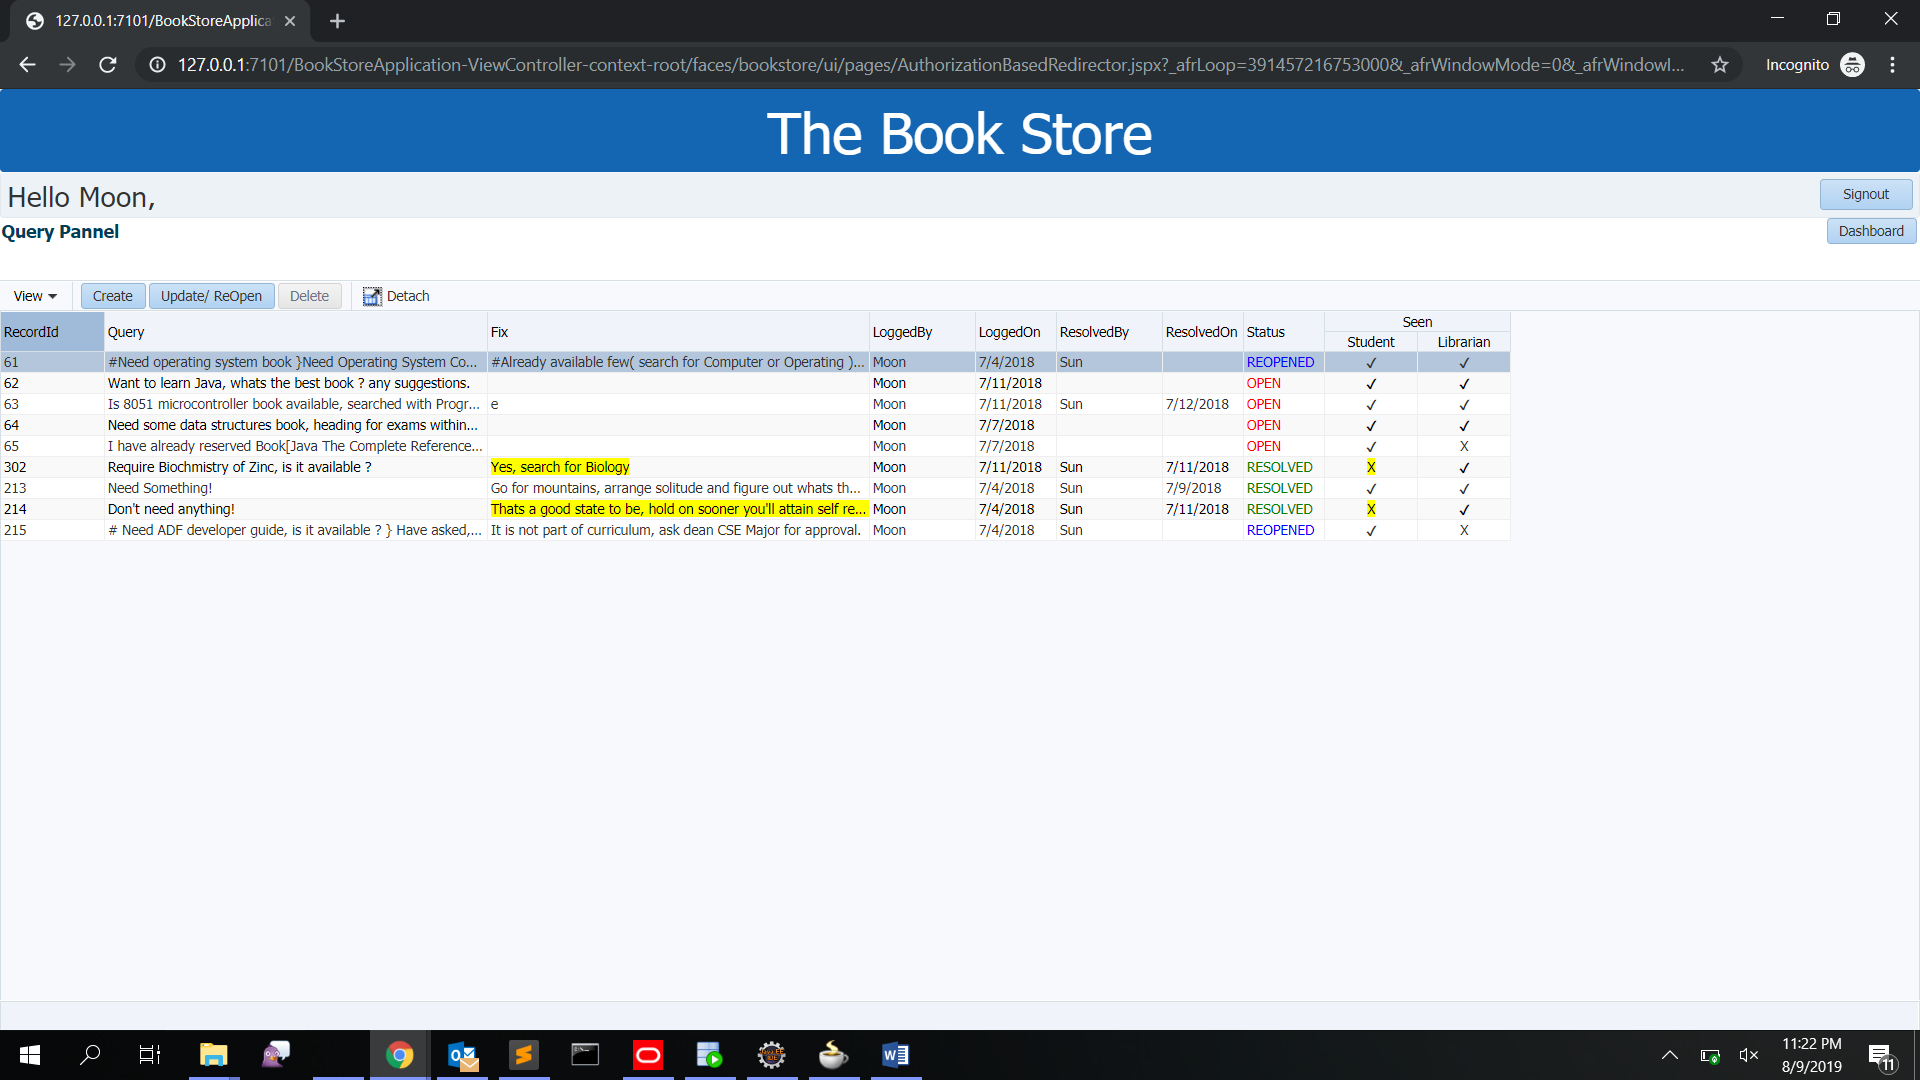 127.0.0.1:7101/BookStoreApplica
127.0.0.1:7101/BookStoreApplication-ViewController-context-root/faces/bookstore/ui/pages/AuthorizationBasedRedirector.jspx?_afrLoop=391457216753000&_afrWindowMode=0&_afrWindowI...
Incognito
The Book Store
Hello Moon,
Signout
Query Pannel
Dashboard
View Create Update/ ReOpen Delete Detach
RecordId Query Fix LoggedBy LoggedOn ResolvedBy ResolvedOn Status Seen
Student Librarian
61 #Need operating system book }Need Operating System Co... #Already available few( search for Computer or Operating )... Moon 7/4/2018 Sun REOPENED ✓ ✓
62 Want to learn Java, whats the best book ? any suggestions. Moon 7/11/2018 OPEN ✓ ✓
63 Is 8051 microcontroller book available, searched with Progr... e Moon 7/11/2018 Sun 7/12/2018 OPEN ✓ ✓
64 Need some data structures book, heading for exams within... Moon 7/7/2018 OPEN ✓ ✓
65 I have already reserved Book[Java The Complete Reference... Moon 7/7/2018 OPEN ✓ X
302 Require Biochmistry of Zinc, is it available ? Yes, search for Biology Moon 7/11/2018 Sun 7/11/2018 RESOLVED X ✓
213 Need Something! Go for mountains, arrange solitude and figure out whats th... Moon 7/4/2018 Sun 7/9/2018 RESOLVED ✓ ✓
214 Don't need anything! Thats a good state to be, hold on sooner you'll attain self re... Moon 7/4/2018 Sun 7/11/2018 RESOLVED X ✓
215 # Need ADF developer guide, is it available ? } Have asked,... It is not part of curriculum, ask dean CSE Major for approval. Moon 7/4/2018 Sun REOPENED ✓ X
11:22 PM
8/9/2019
11